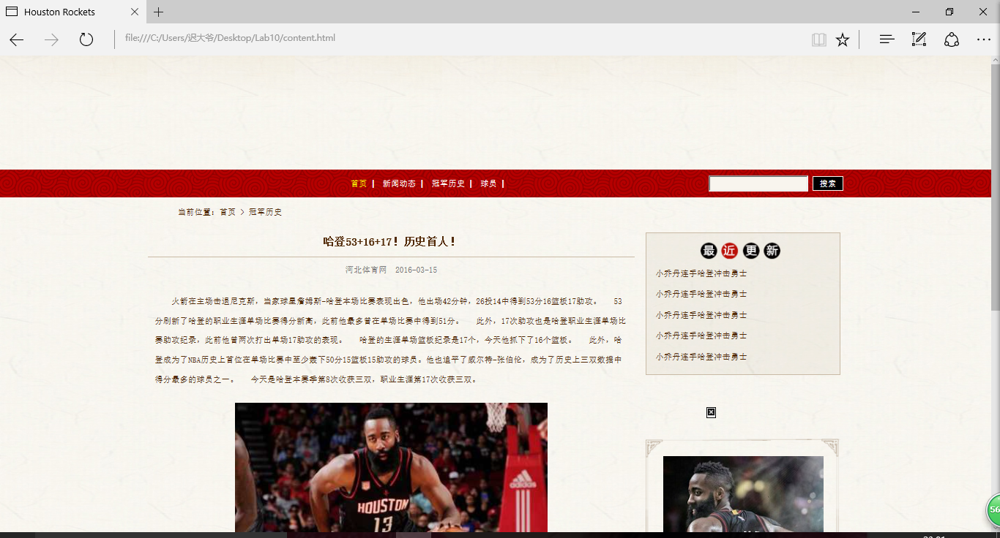 Houston Rockets
file:///C:/Users/迟大爷/Desktop/Lab10/content.html
首页 | 新闻动态 | 冠军历史 | 球员 |
搜索
当前位置：首页 > 冠军历史
哈登53+16+17！历史首人！
河北体育网 2016-03-15
火箭在主场击退尼克斯，当家球星詹姆斯-哈登本场比赛表现出色，他出场42分钟，26投14中得到53分16篮板17助攻。 53
分刷新了哈登的职业生涯单场比赛得分新高，此前他最多曾在单场比赛中得到51分。 此外，17次助攻也是哈登职业生涯单场比
赛助攻纪录，此前他曾两次打出单场17助攻的表现。 哈登的生涯单场篮板纪录是17个，今天他抓下了16个篮板。 此外，哈
登成为了NBA历史上首位在单场比赛中至少轰下50分15篮板15助攻的球员。他也追平了威尔特-张伯伦，成为了历史上三双数据中
得分最多的球员之一。 今天是哈登本赛季第8次收获三双，职业生涯第17次收获三双。
最近更新
小乔丹连手哈登冲击勇士
小乔丹连手哈登冲击勇士
小乔丹连手哈登冲击勇士
小乔丹连手哈登冲击勇士
小乔丹连手哈登冲击勇士
adidas
HOUSTON
13
56